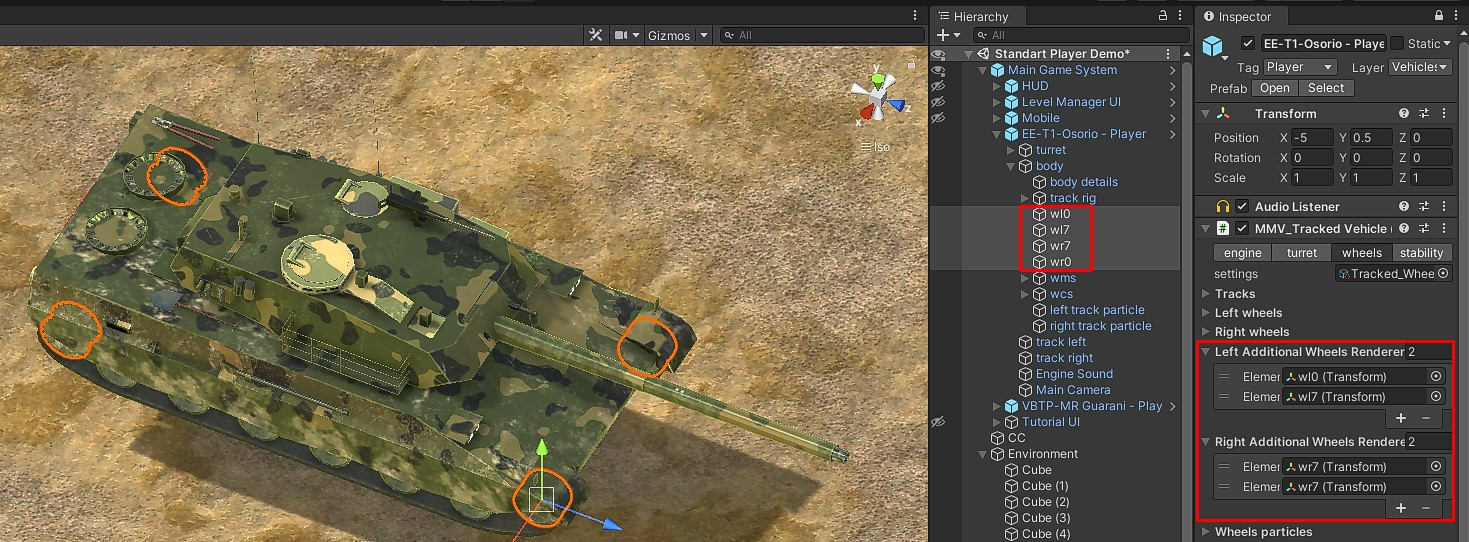 Gizmos
All
y
z
x
Iso
Hierarchy
All
Standart Player Demo*
Main Game System
HUD
Level Manager UI
Mobile
EE-T1-Osorio - Player
turret
body
body details
track rig
wl0
wl7
wr7
wr0
wms
wcs
left track particle
right track particle
track left
track right
Engine Sound
Main Camera
VBTP-MR Guarani - Play
Tutorial UI
CC
Environment
Cube
Cube (1)
Cube (2)
Cube (3)
Cube (4)
Inspector
EE-T1-Osorio - Playe
Static
Tag Player Layer Vehicles
Prefab Open Select
Transform
Position X -5 Y 0.5 Z 0
Rotation X 0 Y 0 Z 0
Scale X 1 Y 1 Z 1
Audio Listener
MMV_Tracked Vehicle (
engine turret wheels stability
settings Tracked_Whee
Tracks
Left wheels
Right wheels
Left Additional Wheels Renderer 2
Elemer wl0 (Transform)
Elemer wl7 (Transform)
+ −
Right Additional Wheels Rendere 2
Elemer wr7 (Transform)
Elemer wr7 (Transform)
+ −
Wheels particles